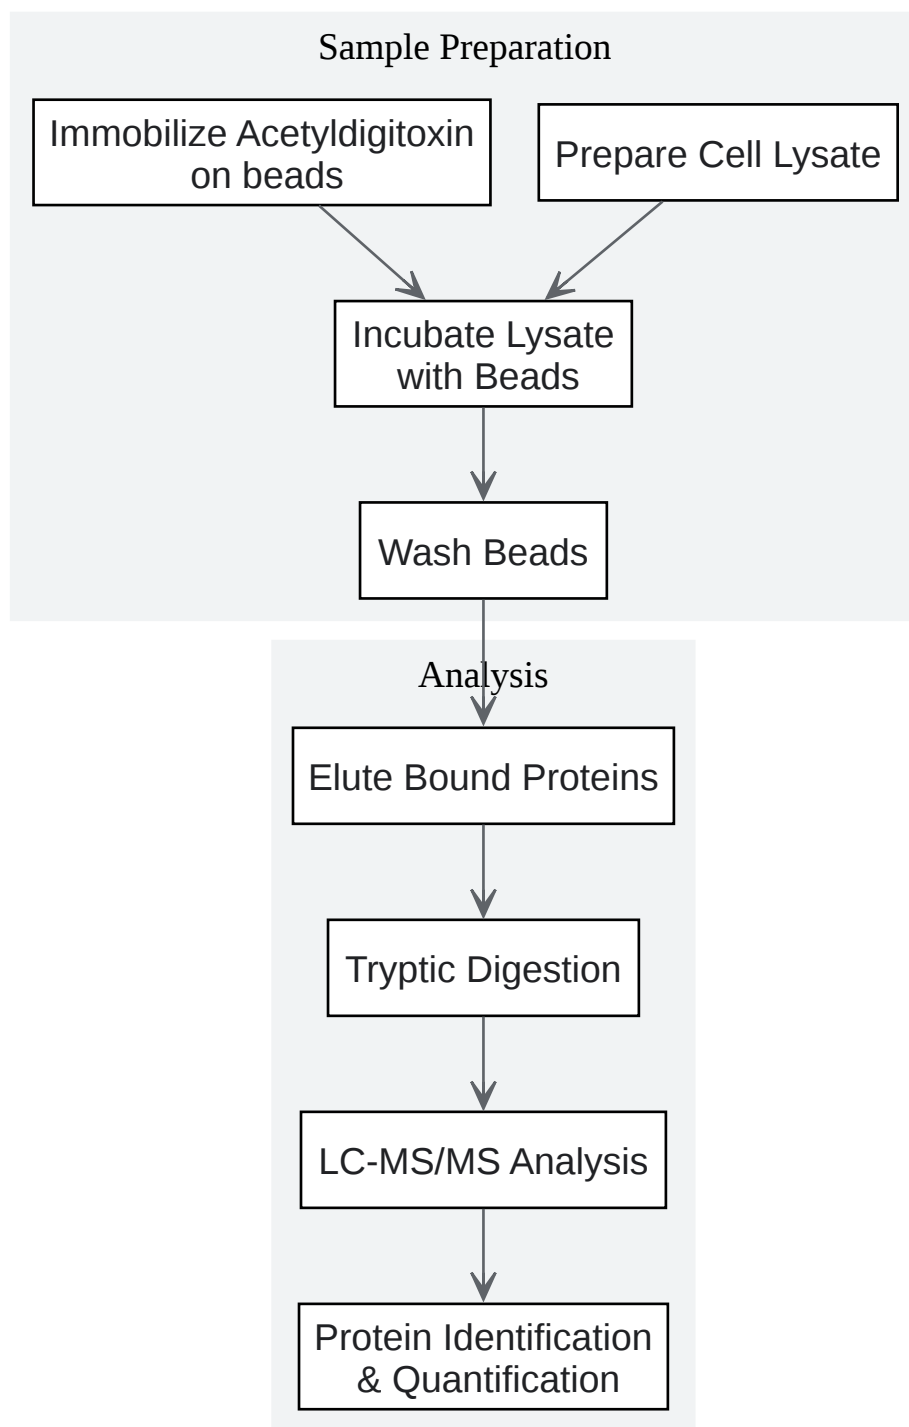 Sample Preparation
Immobilize Acetyldigitoxin
on beads
Prepare Cell Lysate
Incubate Lysate
with Beads
Wash Beads
Analysis
Elute Bound Proteins
Tryptic Digestion
LC-MS/MS Analysis
Protein Identification
& Quantification